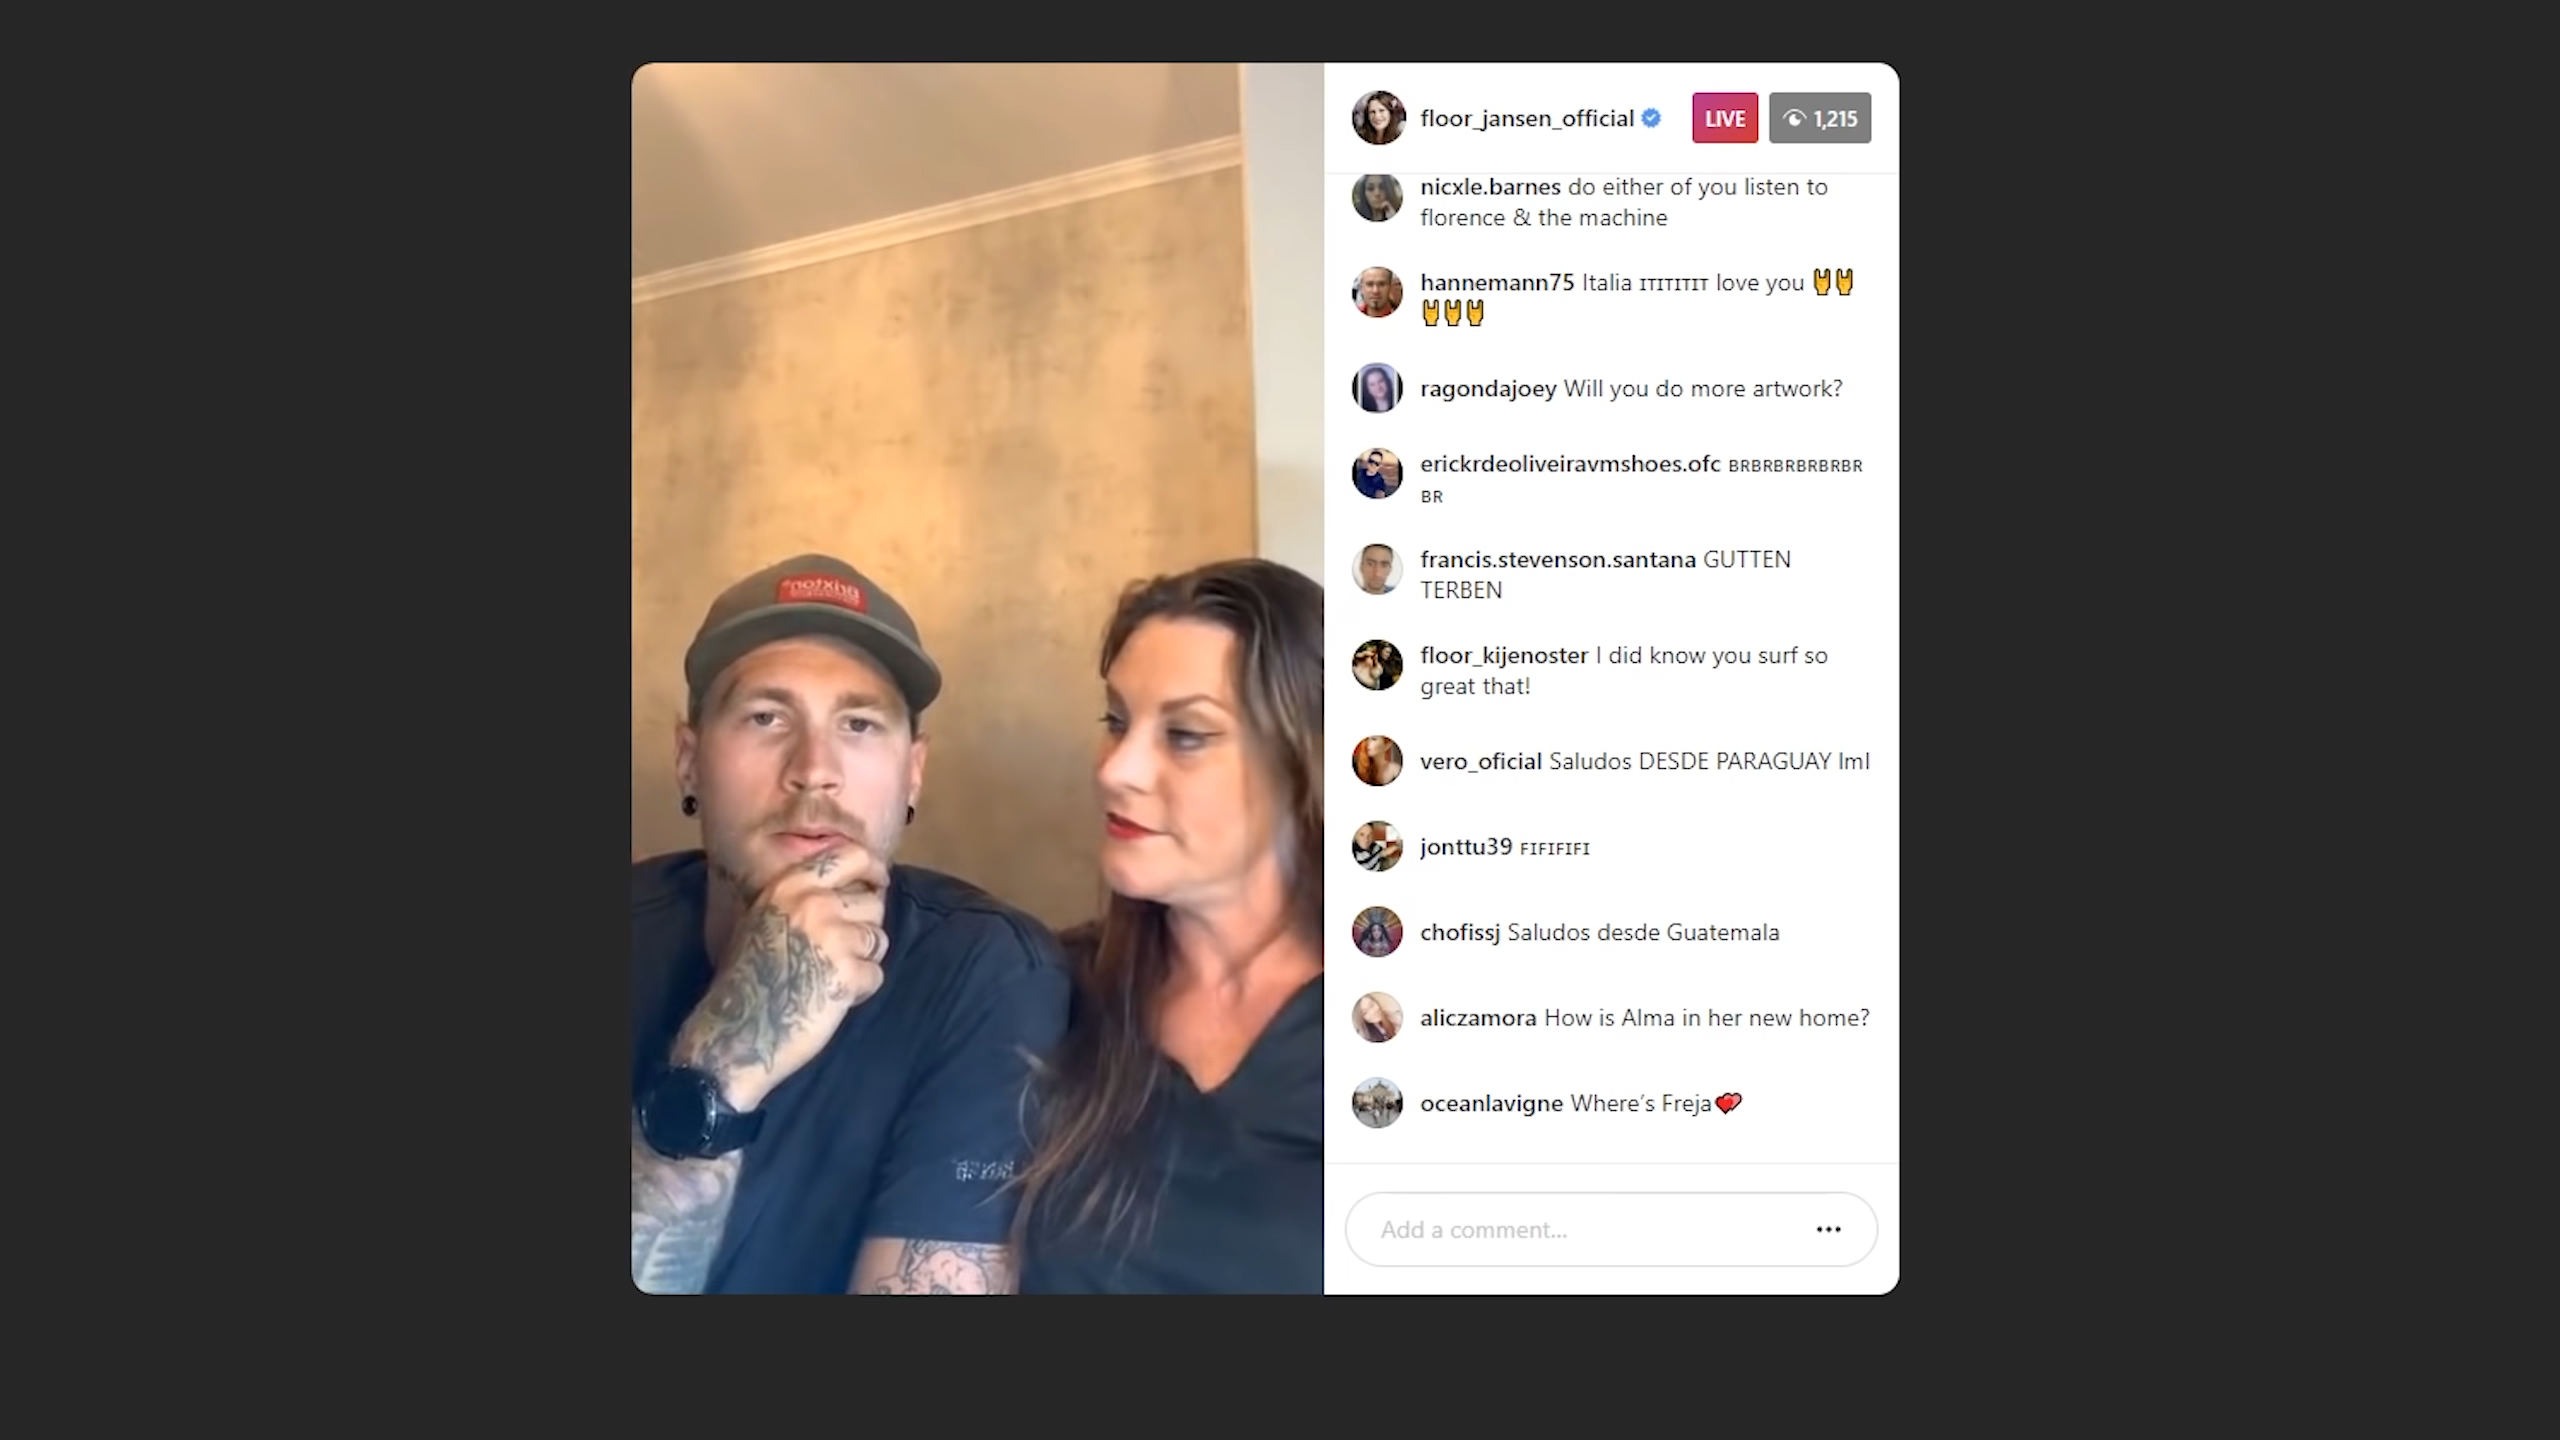 floor_jansen_official
LIVE
1,215
nicxle.barnes do either of you listen to
florence & the machine
hannemann75 Italia ITITITIT love you 🤘🤘
🤘🤘🤘
ragondajoey Will you do more artwork?
erickrdeoliveiravmshoes.ofc BRBRBRBRBRBR
BR
francis.stevenson.santana GUTTEN
TERBEN
floor_kijenoster I did know you surf so
great that!
vero_oficial Saludos DESDE PARAGUAY lml
jonttu39 FIFIFIFI
chofissj Saludos desde Guatemala
aliczamora How is Alma in her new home?
oceanlavigne Where’s Freja💕
Add a comment...